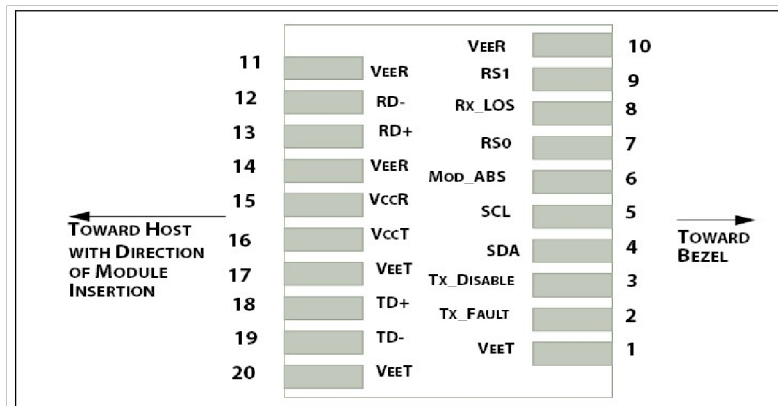 11 VEER
12 RD-
13 RD+
14 VEER
15 VCCR
16 VCCT
17 VEET
18 TD+
19 TD-
20 VEET
VEER 10
RS1 9
RX_LOS 8
RS0 7
MOD_ABS 6
SCL 5
SDA 4
TX_DISABLE 3
TX_FAULT 2
VEET 1
TOWARD HOST
WITH DIRECTION
OF MODULE
INSERTION
TOWARD
BEZEL